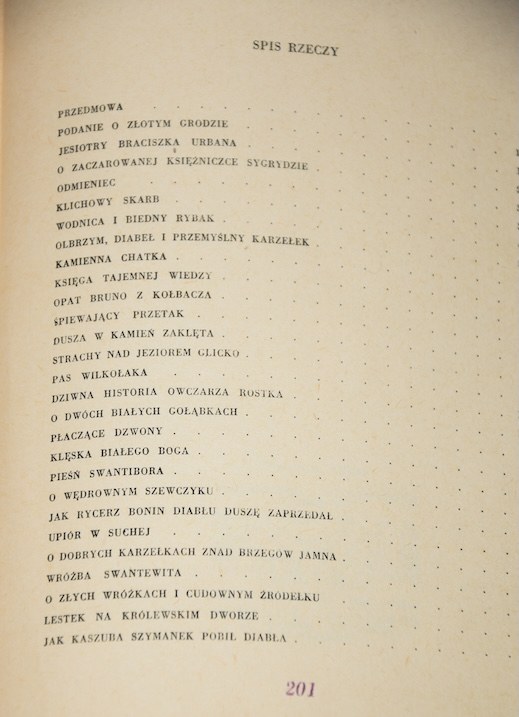 SPIS RZECZY
PRZEDMOWA
PODANIE O ZŁOTYM GRODZIE
JESIOTRY BRACISZKA URBANA
O ZACZAROWANEJ KSIĘŻNICZCE SYGRYDZIE
ODMIENIEC
KLICHOWY SKARB
WODNICA I BIEDNY RYBAK
OLBRZYM, DIABEŁ I PRZEMYŚLNY KARZEŁEK
KAMIENNA CHATKA
KSIĘGA TAJEMNEJ WIEDZY
OPAT BRUNO Z KOŁBACZA
ŚPIEWAJĄCY PRZETAK
DUSZA W KAMIEŃ ZAKLĘTA
STRACHY NAD JEZIOREM GLICKO
PAS WILKOŁAKA
DZIWNA HISTORIA OWCZARZA ROSTKA
O DWÓCH BIAŁYCH GOŁĄBKACH
PŁACZĄCE DZWONY
KLĘSKA BIAŁEGO BOGA
PIEŚŃ SWANTIBORA
O WĘDROWNYM SZEWCZYKU
JAK RYCERZ BONIN DIABŁU DUSZĘ ZAPRZEDAŁ
UPIÓR W SUCHEJ
O DOBRYCH KARZEŁKACH ZNAD BRZEGÓW JAMNA
WRÓŻBA SWANTEWITA
O ZŁYCH WRÓŻKACH I CUDOWNYM ŹRÓDEŁKU
LESTEK NA KRÓLEWSKIM DWORZE
JAK KASZUBA SZYMANEK POBIŁ DIABŁA
201